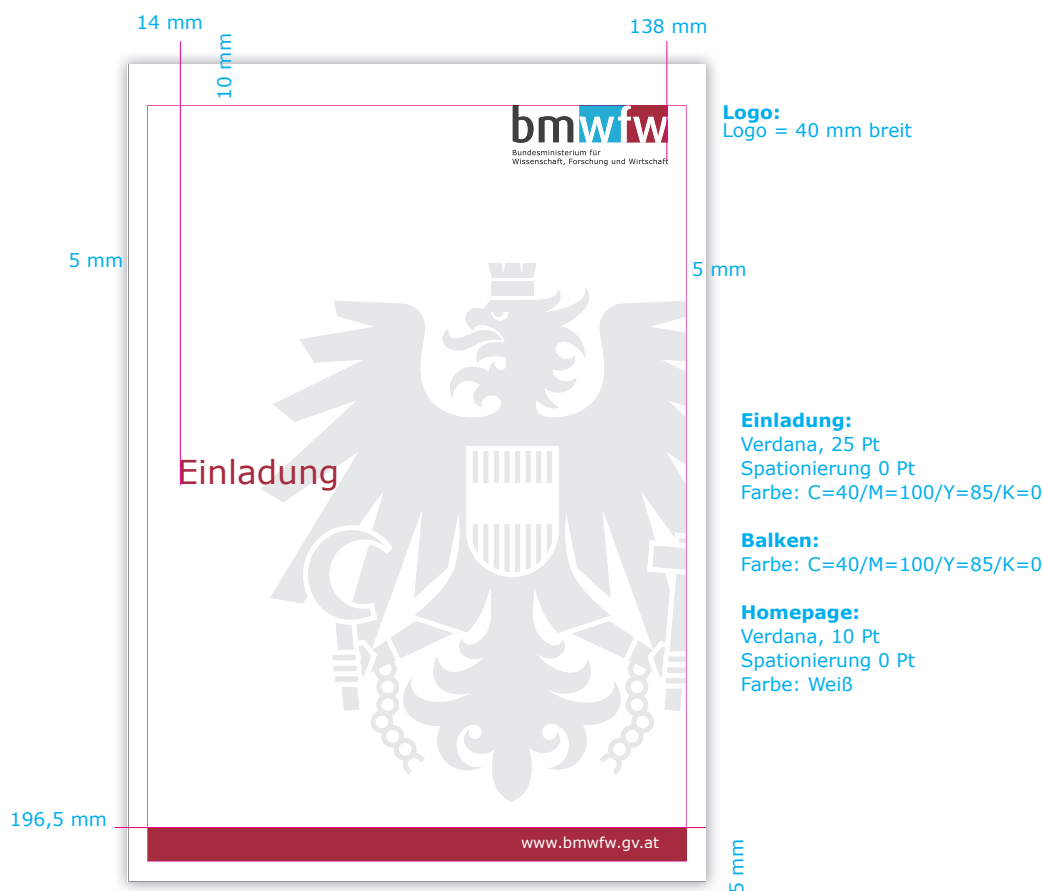 14 mm
138 mm
10 mm
bmwfw
Bundesministerium für
Wissenschaft, Forschung und Wirtschaft
Logo:
Logo = 40 mm breit
5 mm
5 mm
Einladung
Einladung:
Verdana, 25 Pt
Spationierung 0 Pt
Farbe: C=40/M=100/Y=85/K=0
Balken:
Farbe: C=40/M=100/Y=85/K=0
Homepage:
Verdana, 10 Pt
Spationierung 0 Pt
Farbe: Weiß
196,5 mm
www.bmwfw.gv.at
5 mm